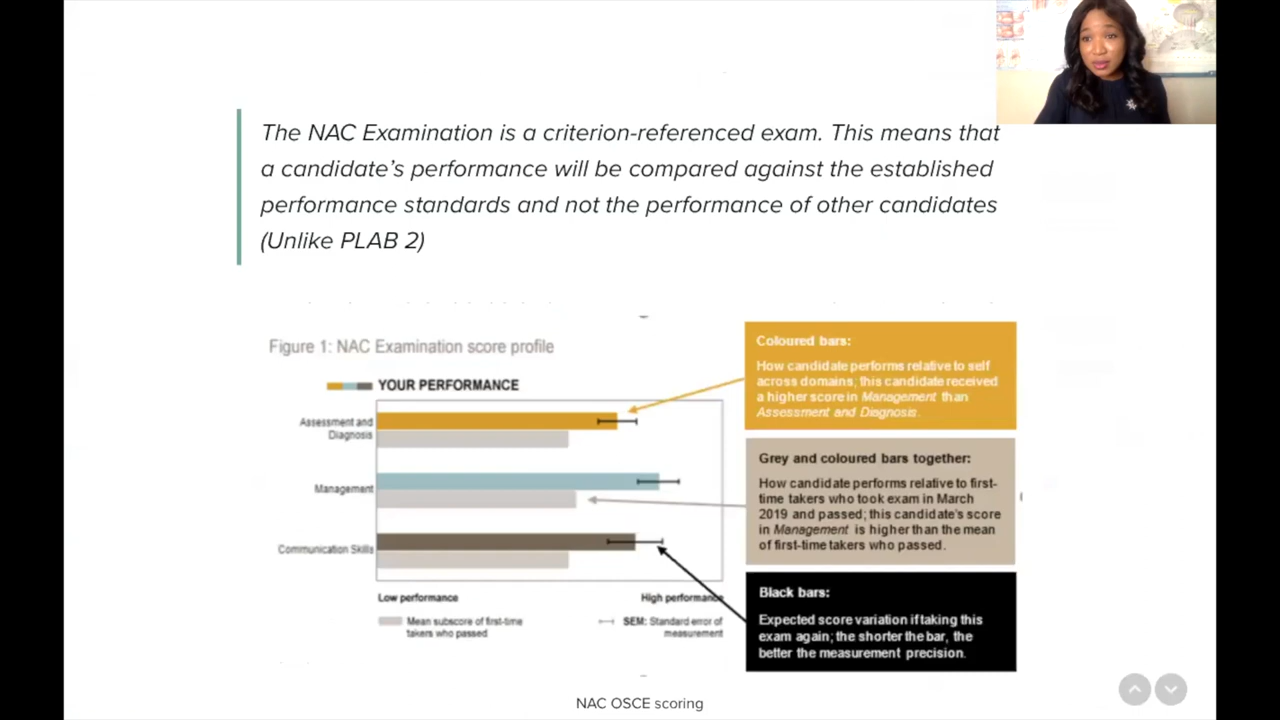 The NAC Examination is a criterion-referenced exam. This means that
a candidate's performance will be compared against the established
performance standards and not the performance of other candidates
(Unlike PLAB 2)
Figure 1: NAC Examination score profile
YOUR PERFORMANCE
Assessment and
Diagnosis
Management
Communication Skills
Low performance
High performance
Mean subscore of first-time
takers who passed
SEM: Standard error of
measurement
Coloured bars:
How candidate performs relative to self
across domains; this candidate received
a higher score in Management than
Assessment and Diagnosis.
Grey and coloured bars together:
How candidate performs relative to first-
time takers who took exam in March
2019 and passed; this candidate's score
in Management is higher than the mean
of first-time takers who passed.
Black bars:
Expected score variation if taking this
exam again; the shorter the bar, the
better the measurement precision.
NAC OSCE scoring